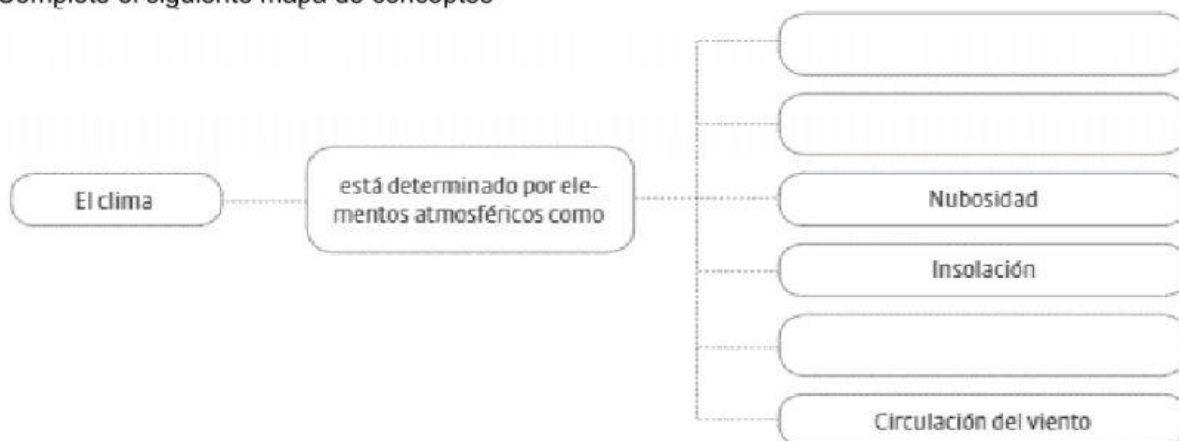 Complete el siguiente mapa de conceptos
El clima
está determinado por ele-
mentos atmosféricos como
Nubosidad
Insolación
Circulación del viento